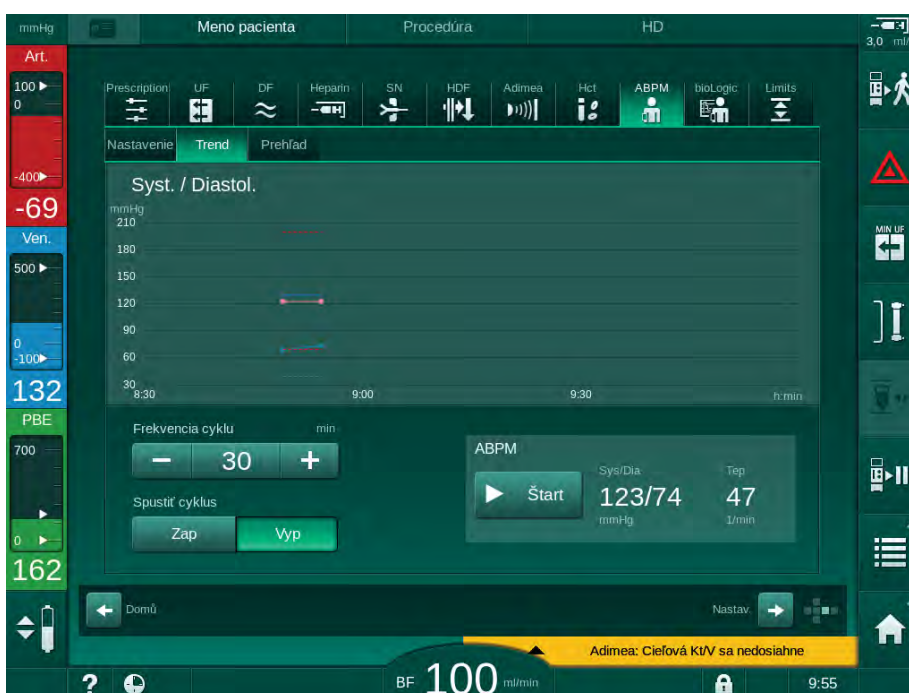 mmHg
Meno pacienta
Procedúra
HD
3,0 ml/
Art.
100
0
-400
-69
Ven.
500
0
-100
132
PBE
700
0
162
Prescription UF DF Heparin SN HDF Adimea Hct ABPM bioLogic Limits
Nastavenie Trend Prehľad
Syst. / Diastol.
mmHg
210
180
150
120
90
60
30
8:30 9:00 9:30 h:min
Frekvencia cyklu min
30
Spustiť cyklus
Zap Vyp
ABPM
Štart
Sys/Dia Tep
123/74 47
mmHg 1/min
MIN UF
Domů
Nastav.
Adimea: Cieľová Kt/V sa nedosiahne
? BF 100 ml/min 9:55